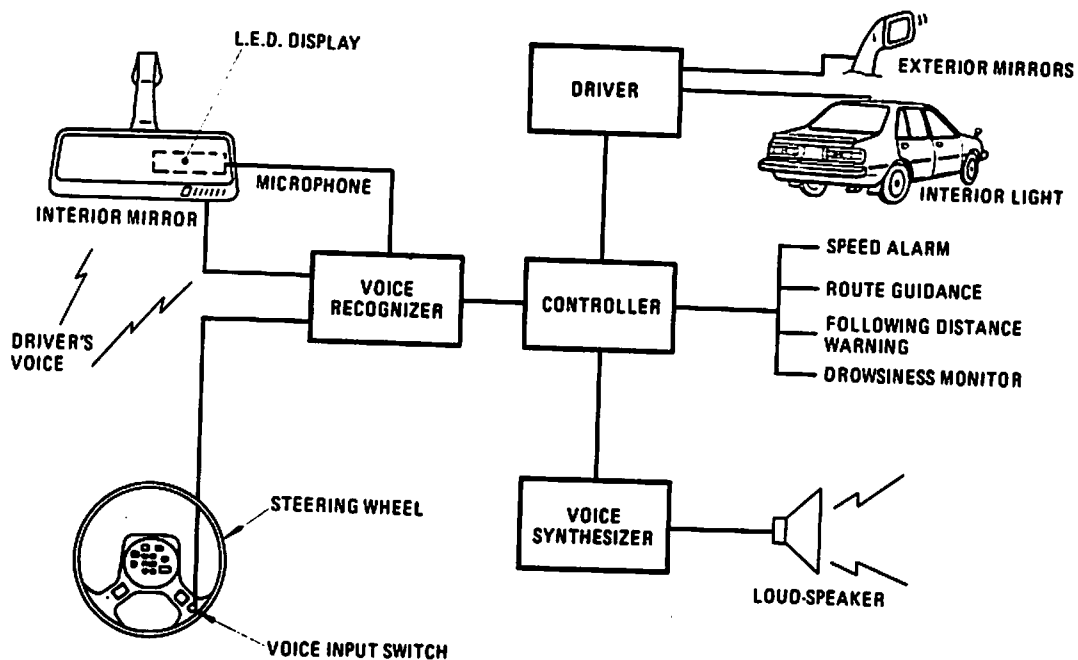 L.E.D. DISPLAY
MICROPHONE
INTERIOR MIRROR
DRIVER'S
VOICE
VOICE
RECOGNIZER
STEERING WHEEL
VOICE INPUT SWITCH
DRIVER
EXTERIOR MIRRORS
INTERIOR LIGHT
CONTROLLER
SPEED ALARM
ROUTE GUIDANCE
FOLLOWING DISTANCE
WARNING
DROWSINESS MONITOR
VOICE
SYNTHESIZER
LOUD-SPEAKER